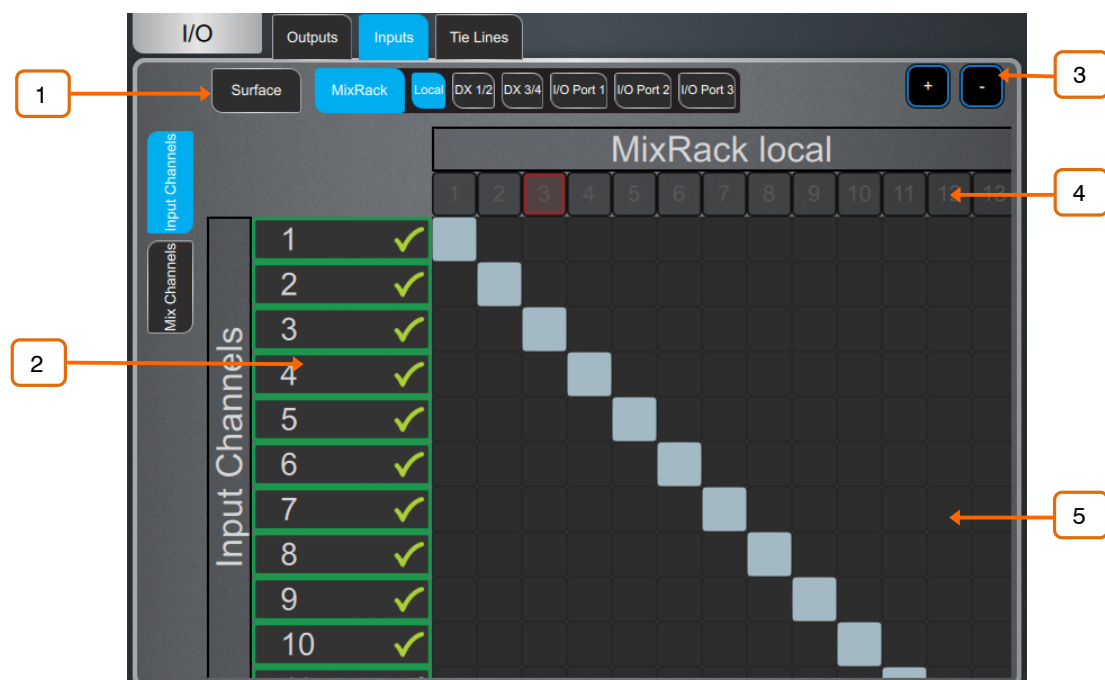 I/O Outputs Inputs Tie Lines
1 Surface MixRack Local DX 1/2 DX 3/4 I/O Port 1 I/O Port 2 I/O Port 3 + - 3
Input Channels
Mix Channels
MixRack local
1 2 3 4 5 6 7 8 9 10 11 12 13 4
Input Channels
1
2
3
2 4
5
6
7 5
8
9
10